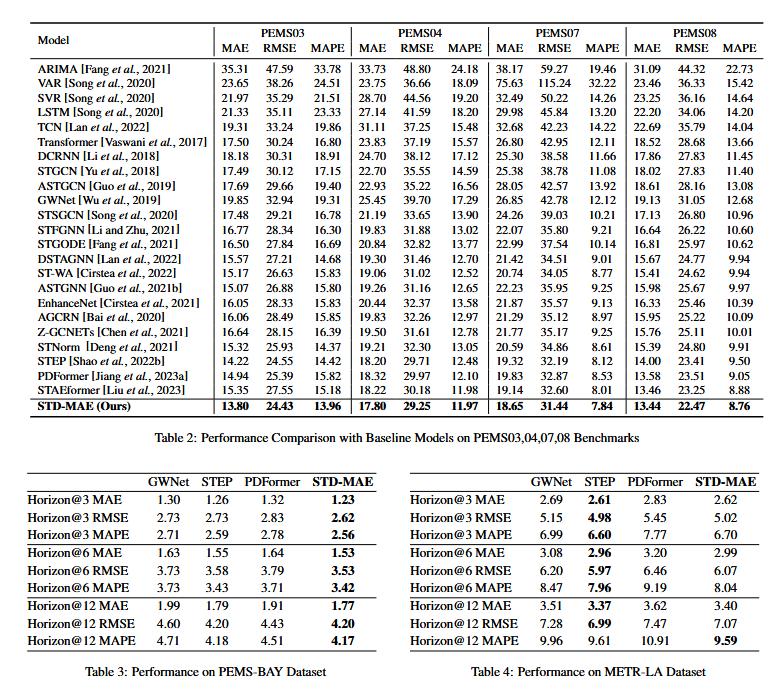 Model PEMS03 PEMS04 PEMS07 PEMS08
MAE RMSE MAPE MAE RMSE MAPE MAE RMSE MAPE MAE RMSE MAPE
ARIMA [Fang et al., 2021] 35.31 47.59 33.78 33.73 48.80 24.18 38.17 59.27 19.46 31.09 44.32 22.73
VAR [Song et al., 2020] 23.65 38.26 24.51 23.75 36.66 18.09 75.63 115.24 32.22 23.46 36.33 15.42
SVR [Song et al., 2020] 21.97 35.29 21.51 28.70 44.56 19.20 32.49 50.22 14.26 23.25 36.16 14.64
LSTM [Song et al., 2020] 21.33 35.11 23.33 27.14 41.59 18.20 29.98 45.84 13.20 22.20 34.06 14.20
TCN [Lan et al., 2022] 19.31 33.24 19.86 31.11 37.25 15.48 32.68 42.23 14.22 22.69 35.79 14.04
Transformer [Vaswani et al., 2017] 17.50 30.24 16.80 23.83 37.19 15.57 26.80 42.95 12.11 18.52 28.68 13.66
DCRNN [Li et al., 2018] 18.18 30.31 18.91 24.70 38.12 17.12 25.30 38.58 11.66 17.86 27.83 11.45
STGCN [Yu et al., 2018] 17.49 30.12 17.15 22.70 35.55 14.59 25.38 38.78 11.08 18.02 27.83 11.40
ASTGCN [Guo et al., 2019] 17.69 29.66 19.40 22.93 35.22 16.56 28.05 42.57 13.92 18.61 28.16 13.08
GWNet [Wu et al., 2019] 19.85 32.94 19.31 25.45 39.70 17.29 26.85 42.78 12.12 19.13 31.05 12.68
STSGCN [Song et al., 2020] 17.48 29.21 16.78 21.19 33.65 13.90 24.26 39.03 10.21 17.13 26.80 10.96
STFGNN [Li and Zhu, 2021] 16.77 28.34 16.30 19.83 31.88 13.02 22.07 35.80 9.21 16.64 26.22 10.60
STGODE [Fang et al., 2021] 16.50 27.84 16.69 20.84 32.82 13.77 22.99 37.54 10.14 16.81 25.97 10.62
DSTAGNN [Lan et al., 2022] 15.57 27.21 14.68 19.30 31.46 12.70 21.42 34.51 9.01 15.67 24.77 9.94
ST-WA [Cirstea et al., 2022] 15.17 26.63 15.83 19.06 31.02 12.52 20.74 34.05 8.77 15.41 24.62 9.94
ASTGNN [Guo et al., 2021b] 15.07 26.88 15.80 19.26 31.16 12.65 22.23 35.95 9.25 15.98 25.67 9.97
EnhanceNet [Cirstea et al., 2021] 16.05 28.33 15.83 20.44 32.37 13.58 21.87 35.57 9.13 16.33 25.46 10.39
AGCRN [Bai et al., 2020] 16.06 28.49 15.85 19.83 32.26 12.97 21.29 35.12 8.97 15.95 25.22 10.09
Z-GCNETs [Chen et al., 2021] 16.64 28.15 16.39 19.50 31.61 12.78 21.77 35.17 9.25 15.76 25.11 10.01
STNorm [Deng et al., 2021] 15.32 25.93 14.37 19.21 32.30 13.05 20.59 34.86 8.61 15.39 24.80 9.91
STEP [Shao et al., 2022b] 14.22 24.55 14.42 18.20 29.71 12.48 19.32 32.19 8.12 14.00 23.41 9.50
PDFormer [Jiang et al., 2023a] 14.94 25.39 15.82 18.32 29.97 12.10 19.83 32.87 8.53 13.58 23.51 9.05
STAEformer [Liu et al., 2023] 15.35 27.55 15.18 18.22 30.18 11.98 19.14 32.60 8.01 13.46 23.25 8.88
STD-MAE (Ours) 13.80 24.43 13.96 17.80 29.25 11.97 18.65 31.44 7.84 13.44 22.47 8.76
Table 2: Performance Comparison with Baseline Models on PEMS03,04,07,08 Benchmarks
GWNet STEP PDFormer STD-MAE
Horizon@3 MAE 1.30 1.26 1.32 1.23
Horizon@3 RMSE 2.73 2.73 2.83 2.62
Horizon@3 MAPE 2.71 2.59 2.78 2.56
Horizon@6 MAE 1.63 1.55 1.64 1.53
Horizon@6 RMSE 3.73 3.58 3.79 3.53
Horizon@6 MAPE 3.73 3.43 3.71 3.42
Horizon@12 MAE 1.99 1.79 1.91 1.77
Horizon@12 RMSE 4.60 4.20 4.43 4.20
Horizon@12 MAPE 4.71 4.18 4.51 4.17
Table 3: Performance on PEMS-BAY Dataset
GWNet STEP PDFormer STD-MAE
Horizon@3 MAE 2.69 2.61 2.83 2.62
Horizon@3 RMSE 5.15 4.98 5.45 5.02
Horizon@3 MAPE 6.99 6.60 7.77 6.70
Horizon@6 MAE 3.08 2.96 3.20 2.99
Horizon@6 RMSE 6.20 5.97 6.46 6.07
Horizon@6 MAPE 8.47 7.96 9.19 8.04
Horizon@12 MAE 3.51 3.37 3.62 3.40
Horizon@12 RMSE 7.28 6.99 7.47 7.07
Horizon@12 MAPE 9.96 9.61 10.91 9.59
Table 4: Performance on METR-LA Dataset